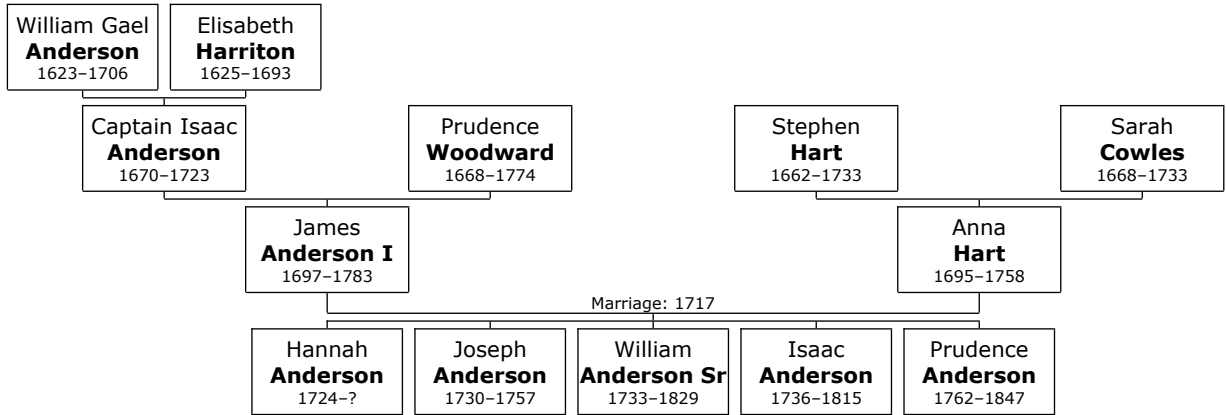 William Gael
Anderson
1623–1706
Elisabeth
Harriton
1625–1693
Captain Isaac
Anderson
1670–1723
Prudence
Woodward
1668–1774
Stephen
Hart
1662–1733
Sarah
Cowles
1668–1733
James
Anderson I
1697–1783
Anna
Hart
1695–1758
Marriage: 1717
Hannah
Anderson
1724–?
Joseph
Anderson
1730–1757
William
Anderson Sr
1733–1829
Isaac
Anderson
1736–1815
Prudence
Anderson
1762–1847